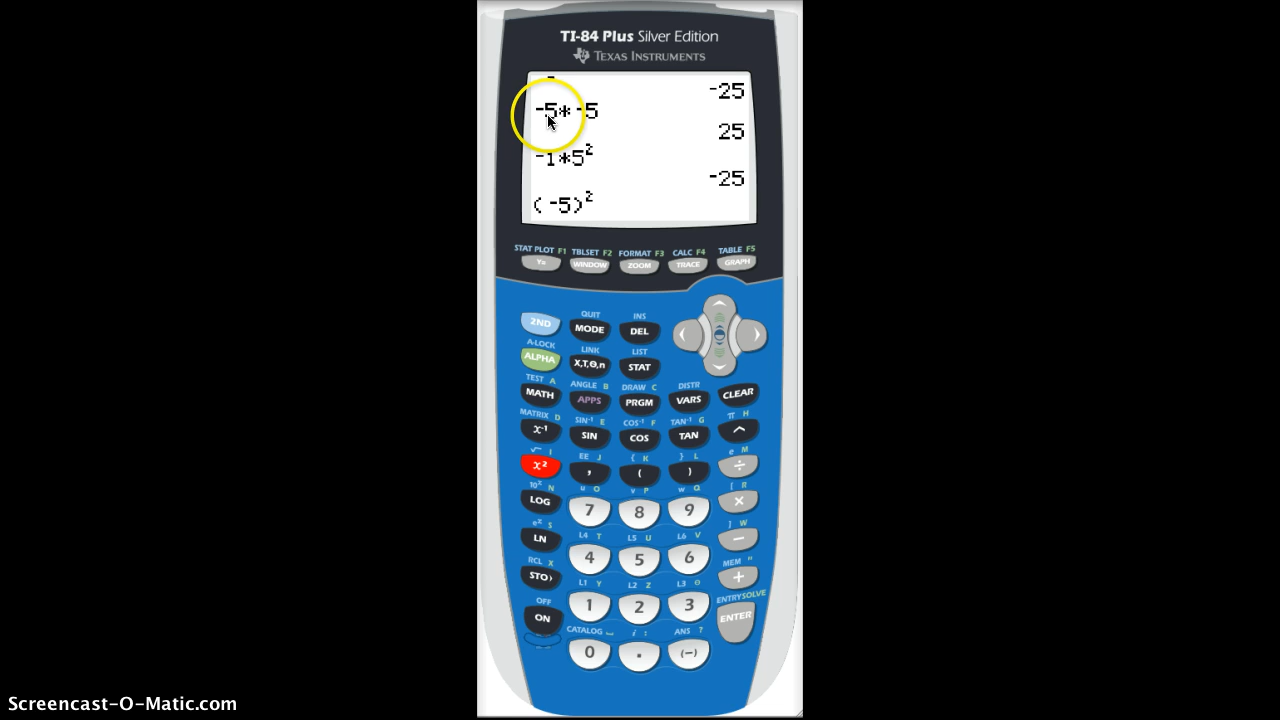 TI-84 Plus Silver Edition
TEXAS INSTRUMENTS
-25
-5*-5
25
-1*5²
-25
(-5)²
STAT PLOT F1 TBLSET F2 FORMAT F3 CALC F4 TABLE F5
Y= WINDOW ZOOM TRACE GRAPH
QUIT INS
2ND MODE DEL
A-LOCK LINK LIST
ALPHA X,T,Θ,n STAT
TEST A ANGLE B DRAW C DISTR
MATH APPS PRGM VARS CLEAR
MATRIX D SIN⁻¹ E COS⁻¹ F TAN⁻¹ G π H
X⁻¹ SIN COS TAN ^
√ I EE J { K } L e M
X² , ( ) ÷
10ˣ N u O v P w Q [ R
LOG 7 8 9 ×
eˣ S L4 T L5 U L6 V ] W
LN 4 5 6 −
RCL X L1 Y L2 Z L3 θ MEM "
STO› 1 2 3 +
OFF ENTRY SOLVE
ON ENTER
CATALOG ⎵ i : ANS ?
0 . (−)
Screencast-O-Matic.com